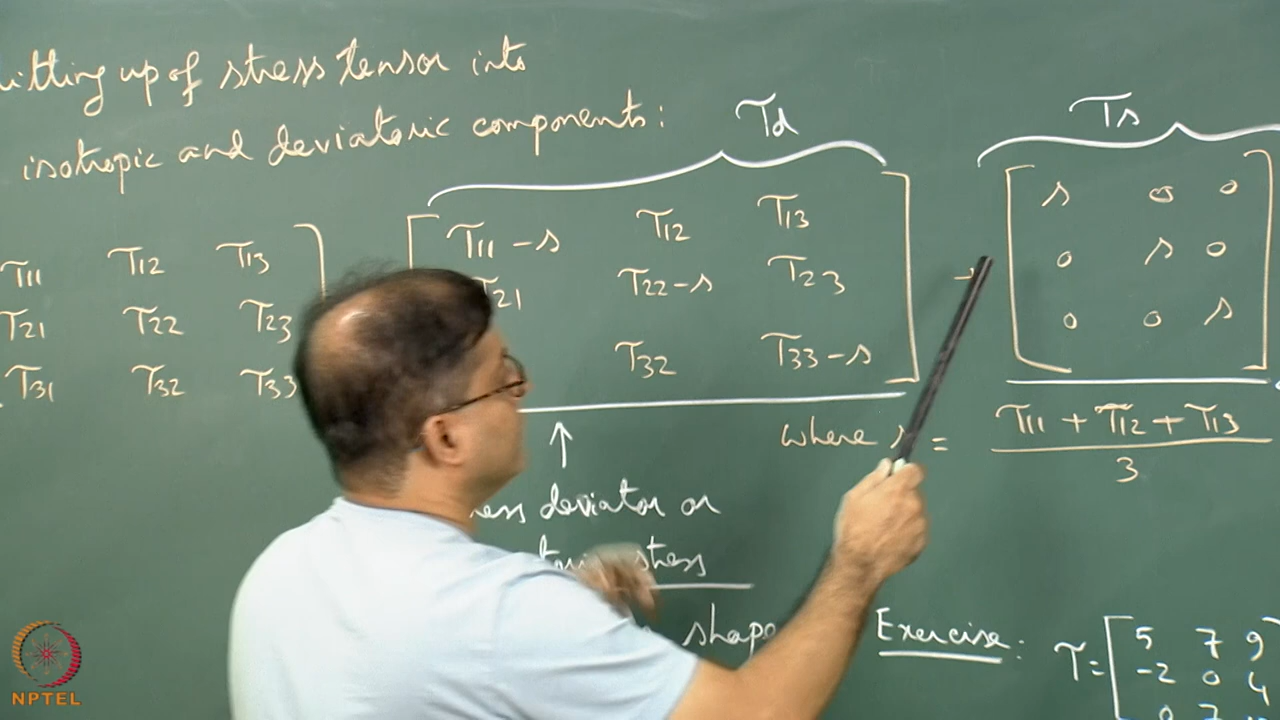 up of stress tensor into
isotropic and deviatoric components:
Td
Ts
T11 T12 T13
T21 T22 T23
T31 T32 T33
T11 - s T12 T13
T21 T22 - s T23
T32 T33 - s
s 0 0
0 s 0
0 0 s
where s = T11 + T12 + T13
3
deviator or
stress
shape
Exercise:
T = 5 7 9
-2 0 4
NPTEL